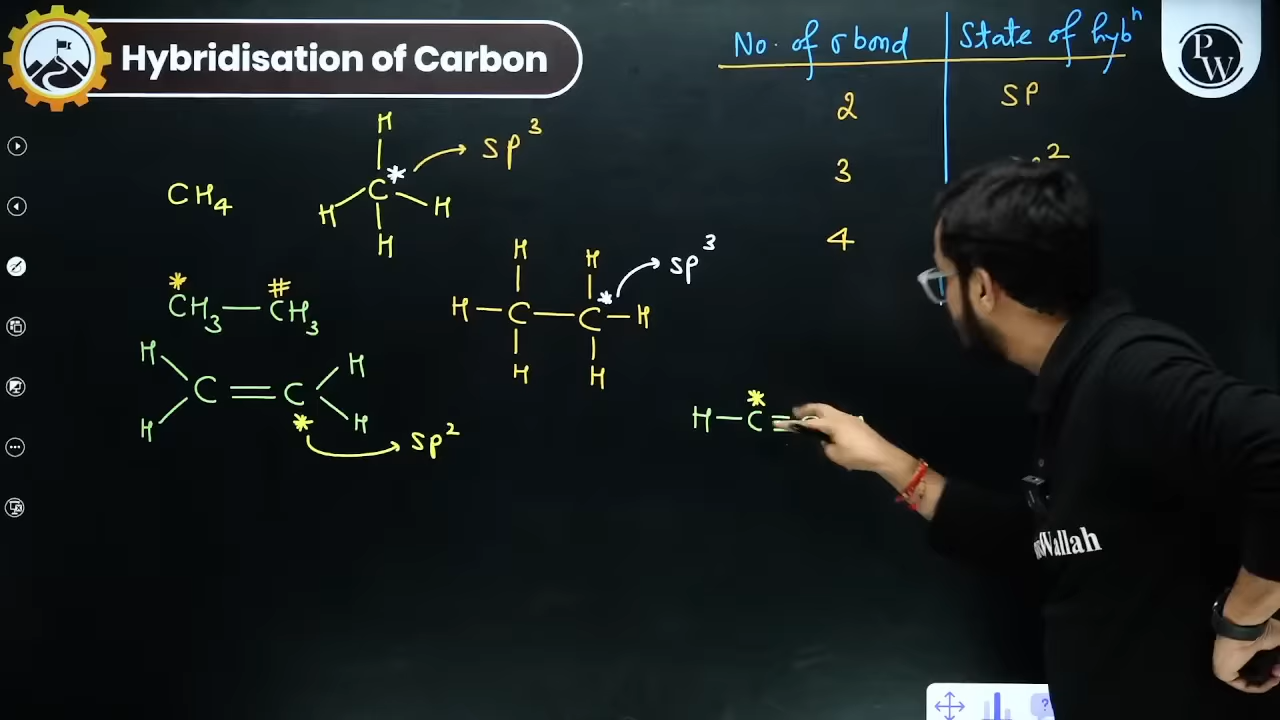 Hybridisation of Carbon
PW
No. of σ bond State of hybⁿ
2 SP
3
4
CH₄
H
H C* H
H
sp³
*CH₃ — #CH₃
H H
H — C — C* — H
H H
sp³
H H
C = C*
H H
sp²
H — C* ≡
Wallah
?